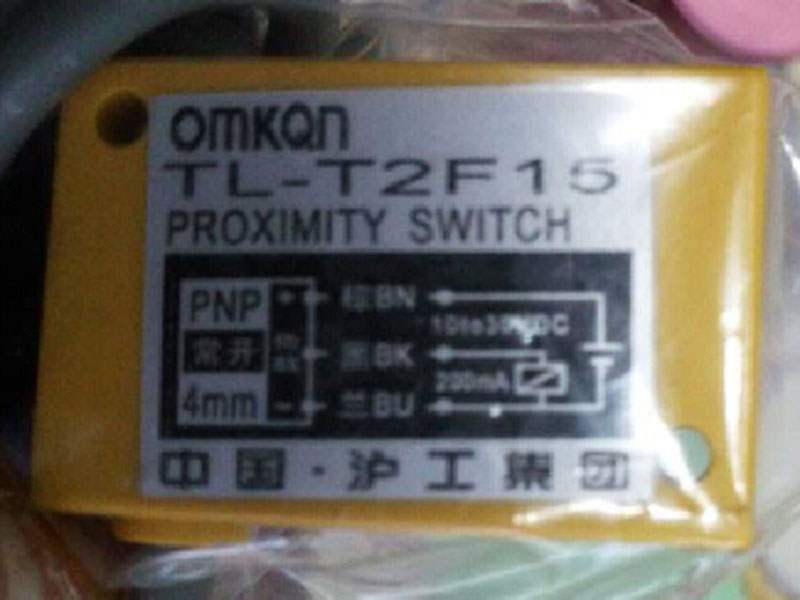 OMKQN
TL-T2F15
PROXIMITY SWITCH
PNP
常开
4mm
棕BN
10to30VDC
黑BK
200mA
兰BU
中国·沪工集团